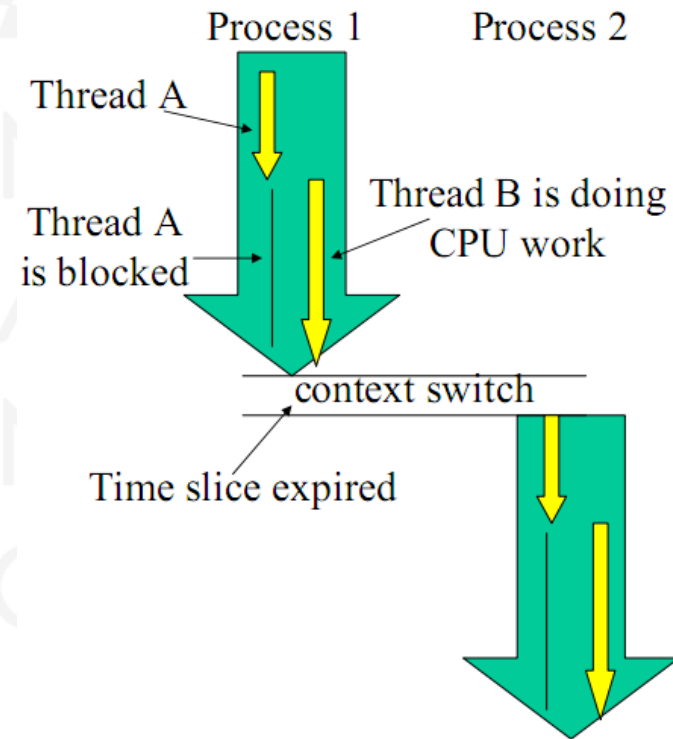 Process 1
Process 2
Thread A
Thread A
is blocked
Thread B is doing
CPU work
context switch
Time slice expired